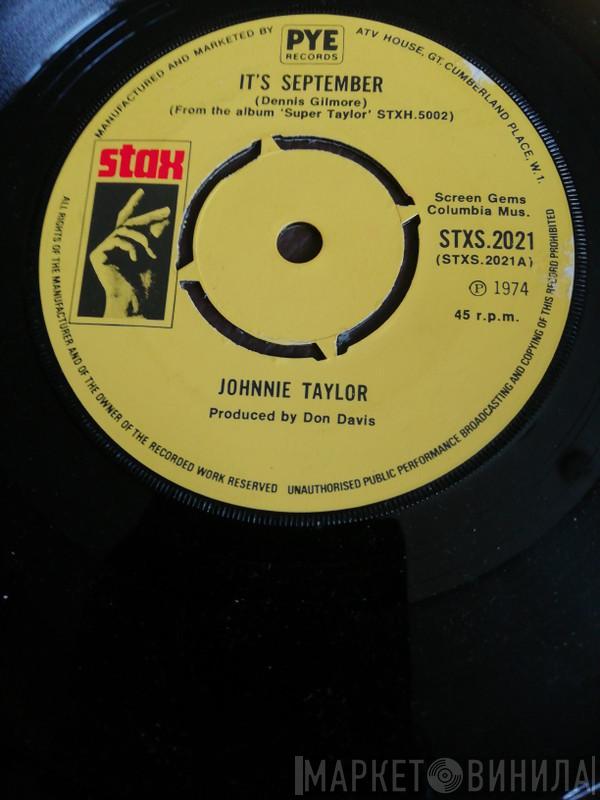 MANUFACTURED AND MARKETED BY PYE RECORDS ATV HOUSE, GT. CUMBERLAND PLACE, W.1.
IT'S SEPTEMBER
(Dennis Gilmore)
(From the album 'Super Taylor' STXH.5002)
stax
Screen Gems
Columbia Mus.
STXS.2021
(STXS.2021A)
℗ 1974
45 r.p.m.
JOHNNIE TAYLOR
Produced by Don Davis
ALL RIGHTS OF THE MANUFACTURER AND OF THE OWNER OF THE RECORDED WORK RESERVED UNAUTHORISED PUBLIC PERFORMANCE BROADCASTING AND COPYING OF THIS RECORD PROHIBITED
МАРКЕТ ВИНИЛА